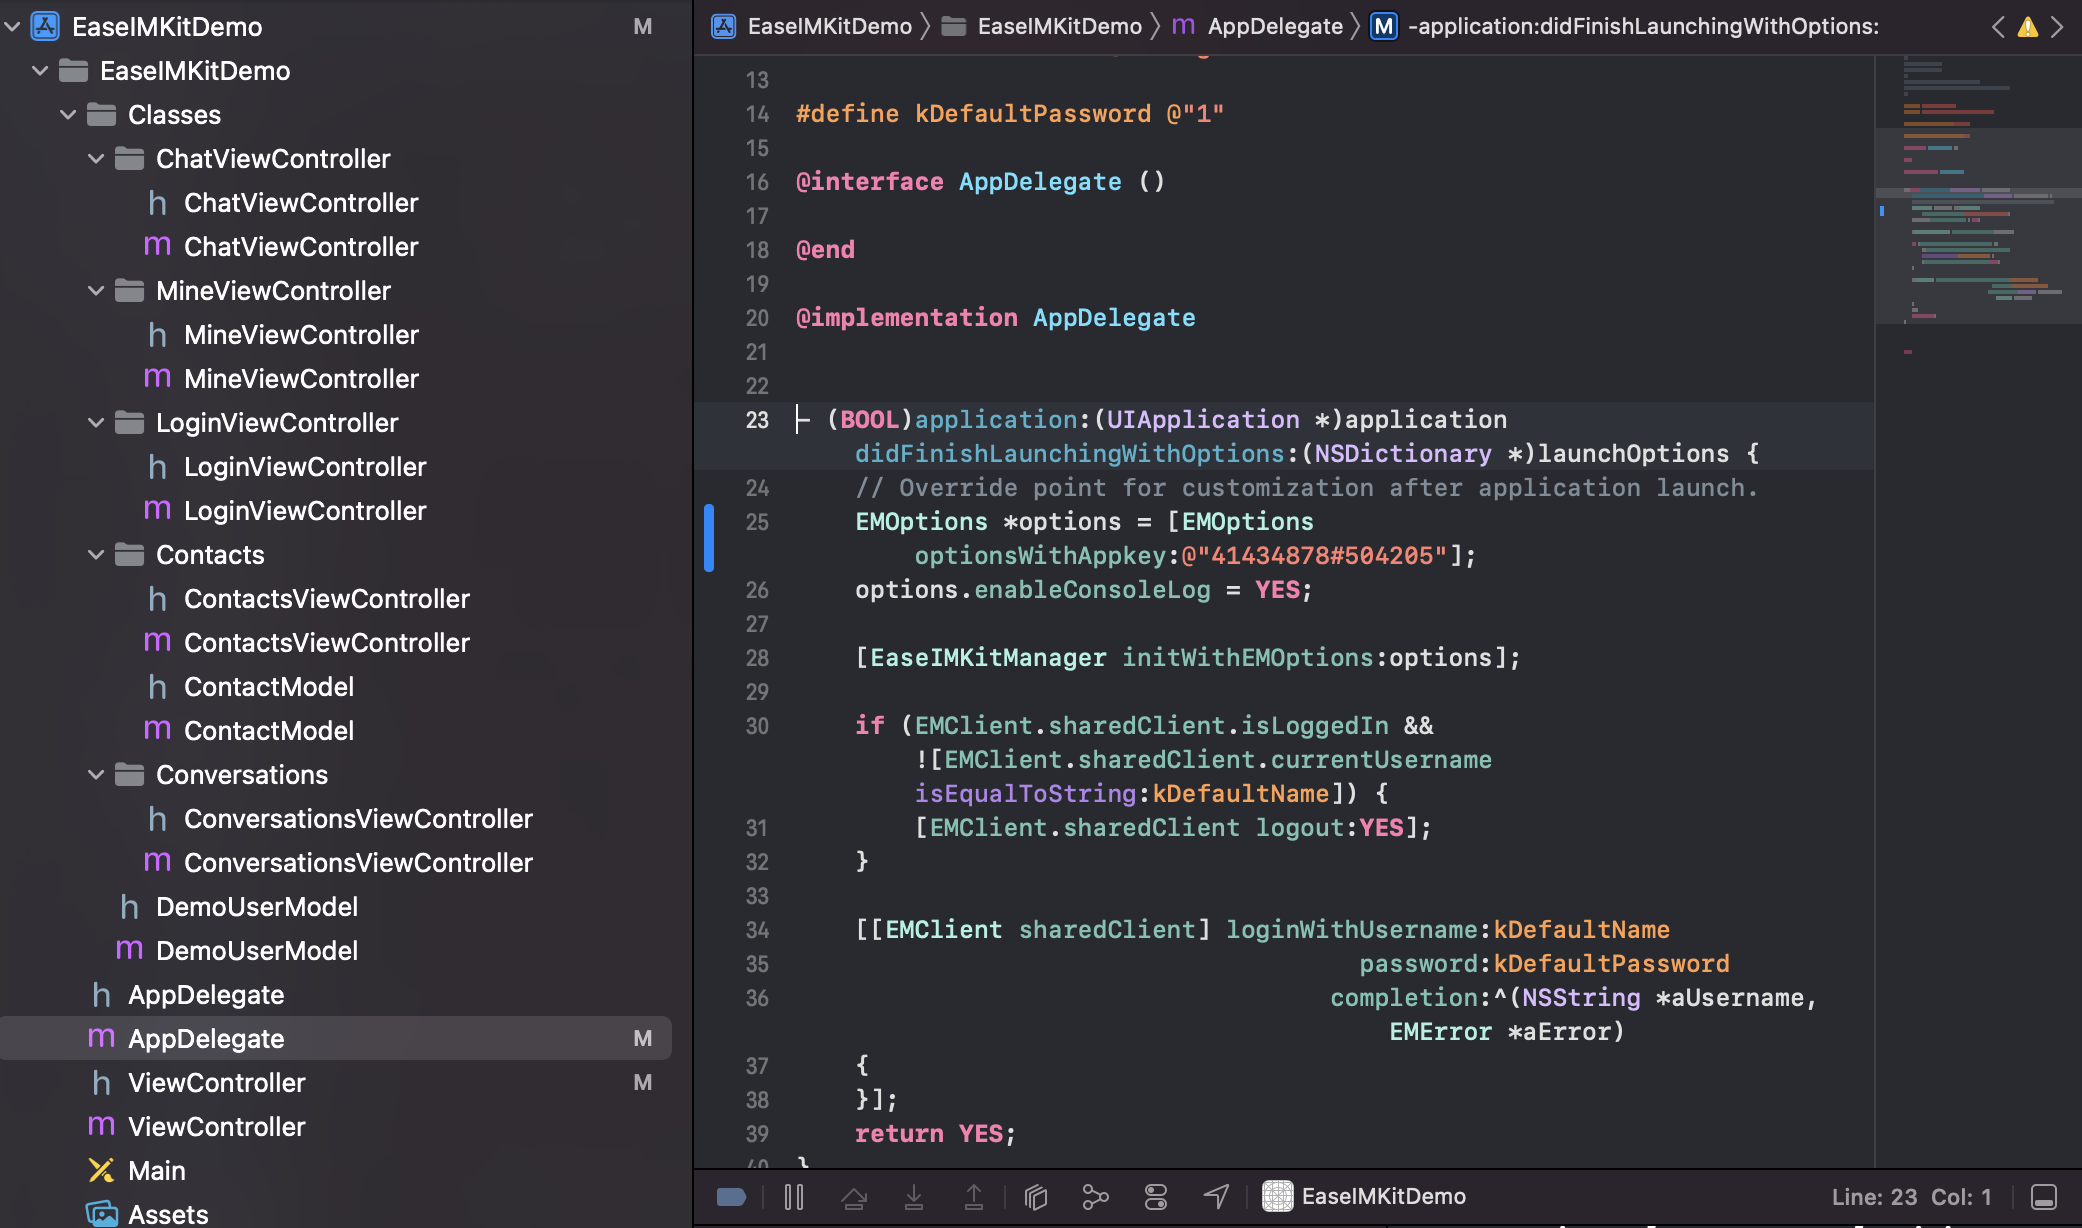 EaseIMKitDemo M
EaseIMKitDemo
Classes
ChatViewController
h ChatViewController
m ChatViewController
MineViewController
h MineViewController
m MineViewController
LoginViewController
h LoginViewController
m LoginViewController
Contacts
h ContactsViewController
m ContactsViewController
h ContactModel
m ContactModel
Conversations
h ConversationsViewController
m ConversationsViewController
h DemoUserModel
m DemoUserModel
h AppDelegate
m AppDelegate M
h ViewController M
m ViewController
Main
Assets
EaseIMKitDemo EaseIMKitDemo m AppDelegate M -application:didFinishLaunchingWithOptions:
13
14 #define kDefaultPassword @"1"
15
16 @interface AppDelegate ()
17
18 @end
19
20 @implementation AppDelegate
21
22
23 - (BOOL)application:(UIApplication *)application
didFinishLaunchingWithOptions:(NSDictionary *)launchOptions {
24 // Override point for customization after application launch.
25 EMOptions *options = [EMOptions
optionsWithAppkey:@"41434878#504205"];
26 options.enableConsoleLog = YES;
27
28 [EaseIMKitManager initWithEMOptions:options];
29
30 if (EMClient.sharedClient.isLoggedIn &&
![EMClient.sharedClient.currentUsername
isEqualToString:kDefaultName]) {
31 [EMClient.sharedClient logout:YES];
32 }
33
34 [[EMClient sharedClient] loginWithUsername:kDefaultName
35 password:kDefaultPassword
36 completion:^(NSString *aUsername,
EMError *aError)
37 {
38 }];
39 return YES;
40 }
EaseIMKitDemo
Line: 23 Col: 1